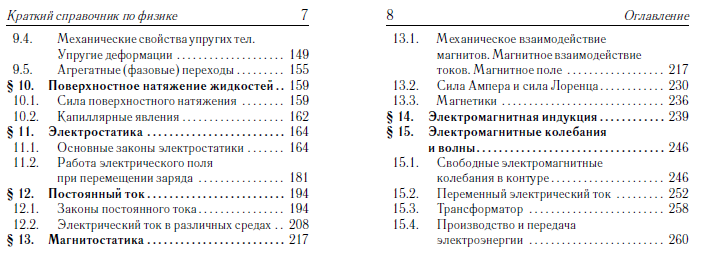 Краткий справочник по физике 7
9.4. Механические свойства упругих тел.
Упругие деформации ........................... 149
9.5. Агрегатные (фазовые) переходы .......... 155
§ 10. Поверхностное натяжение жидкостей .. 159
10.1. Сила поверхностного натяжения .......... 159
10.2. Капиллярные явления ....................... 162
§ 11. Электростатика ................................ 164
11.1. Основные законы электростатики ........ 164
11.2. Работа электрического поля
при перемещении заряда .................... 181
§ 12. Постоянный ток ................................ 194
12.1. Законы постоянного тока ................... 194
12.2. Электрический ток в различных средах .. 208
§ 13. Магнитостатика ................................ 217
8 Оглавление
13.1. Механическое взаимодействие
магнитов. Магнитное взаимодействие
токов. Магнитное поле ....................... 217
13.2. Сила Ампера и сила Лоренца ............... 230
13.3. Магнетики ....................................... 236
§ 14. Электромагнитная индукция ............... 239
§ 15. Электромагнитные колебания
и волны ........................................... 246
15.1. Свободные электромагнитные
колебания в контуре .......................... 246
15.2. Переменный электрический ток .......... 252
15.3. Трансформатор ................................ 258
15.4. Производство и передача
электроэнергии ................................ 260